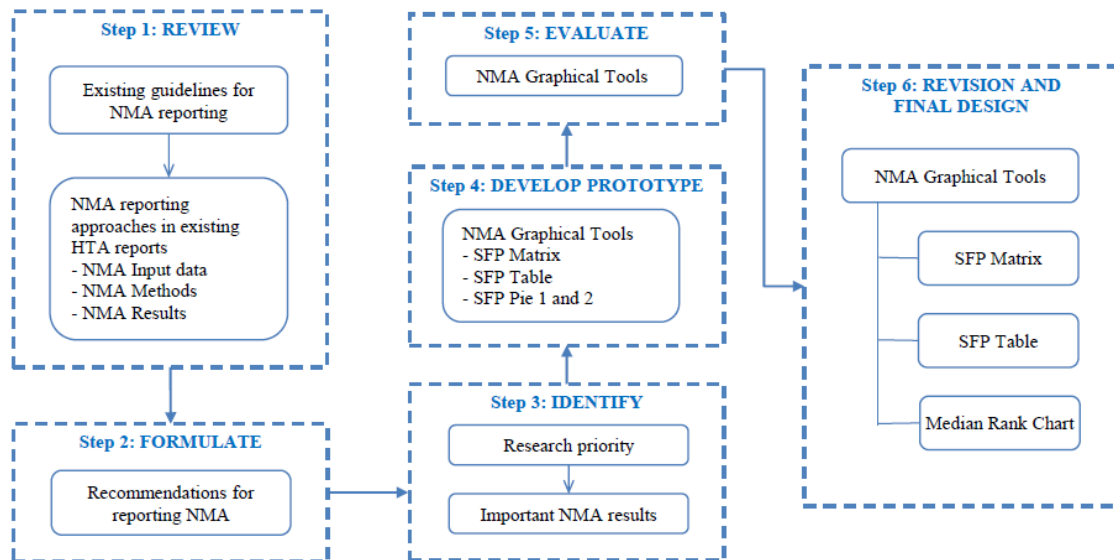 Step 1: REVIEW
Existing guidelines for
NMA reporting
NMA reporting
approaches in existing
HTA reports
- NMA Input data
- NMA Methods
- NMA Results
Step 2: FORMULATE
Recommendations for
reporting NMA
Step 3: IDENTIFY
Research priority
Important NMA results
Step 4: DEVELOP PROTOTYPE
NMA Graphical Tools
- SFP Matrix
- SFP Table
- SFP Pie 1 and 2
Step 5: EVALUATE
NMA Graphical Tools
Step 6: REVISION AND
FINAL DESIGN
NMA Graphical Tools
SFP Matrix
SFP Table
Median Rank Chart